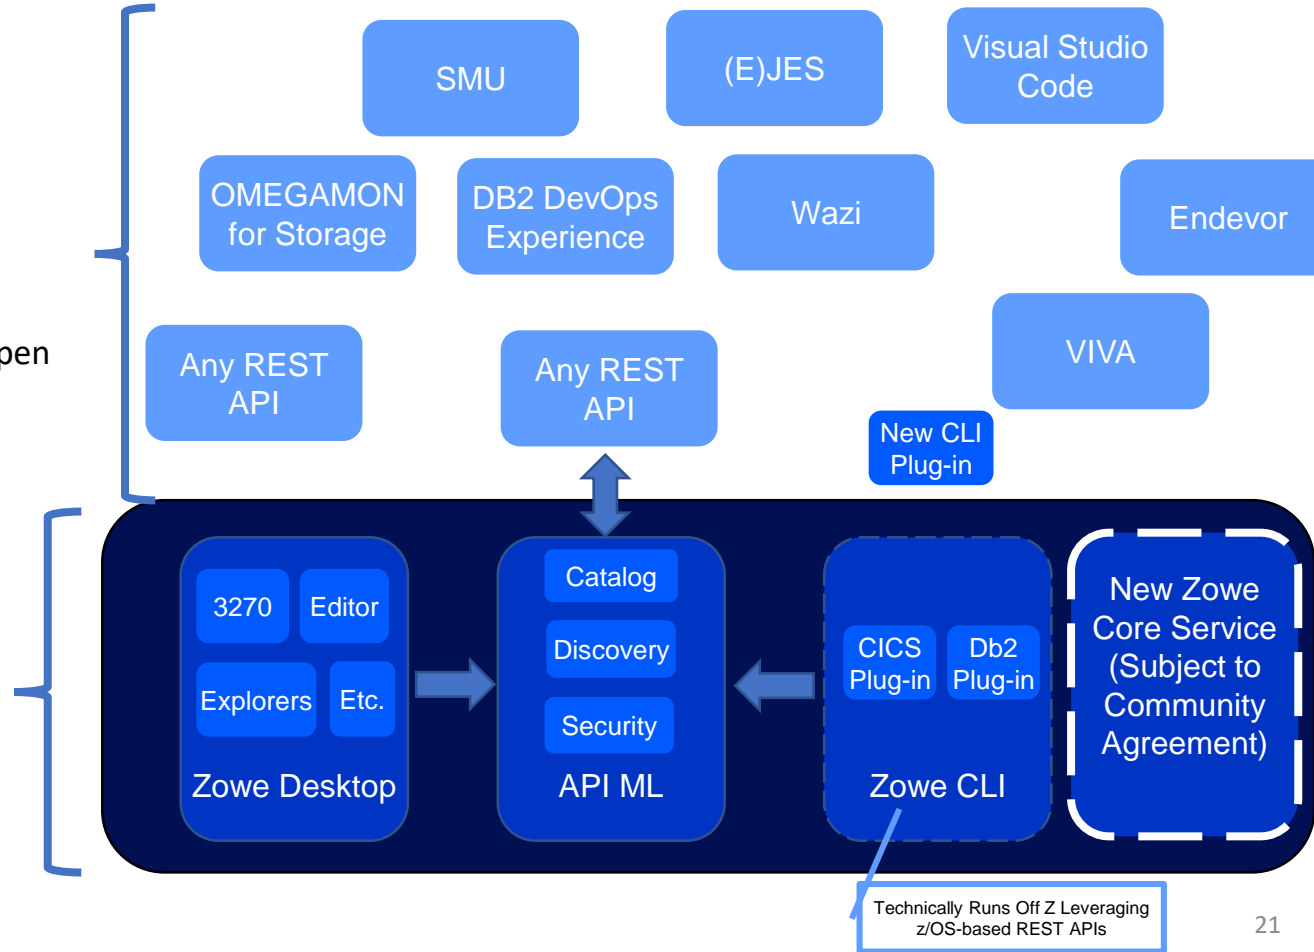 SMU
(E)JES
Visual Studio
Code
OMEGAMON
for Storage
DB2 DevOps
Experience
Wazi
Endevor
pen
Any REST
API
Any REST
API
VIVA
New CLI
Plug-in
3270
Editor
Explorers
Etc.
Zowe Desktop
Catalog
Discovery
Security
API ML
CICS
Plug-in
Db2
Plug-in
Zowe CLI
New Zowe
Core Service
(Subject to
Community
Agreement)
Technically Runs Off Z Leveraging
z/OS-based REST APIs
21